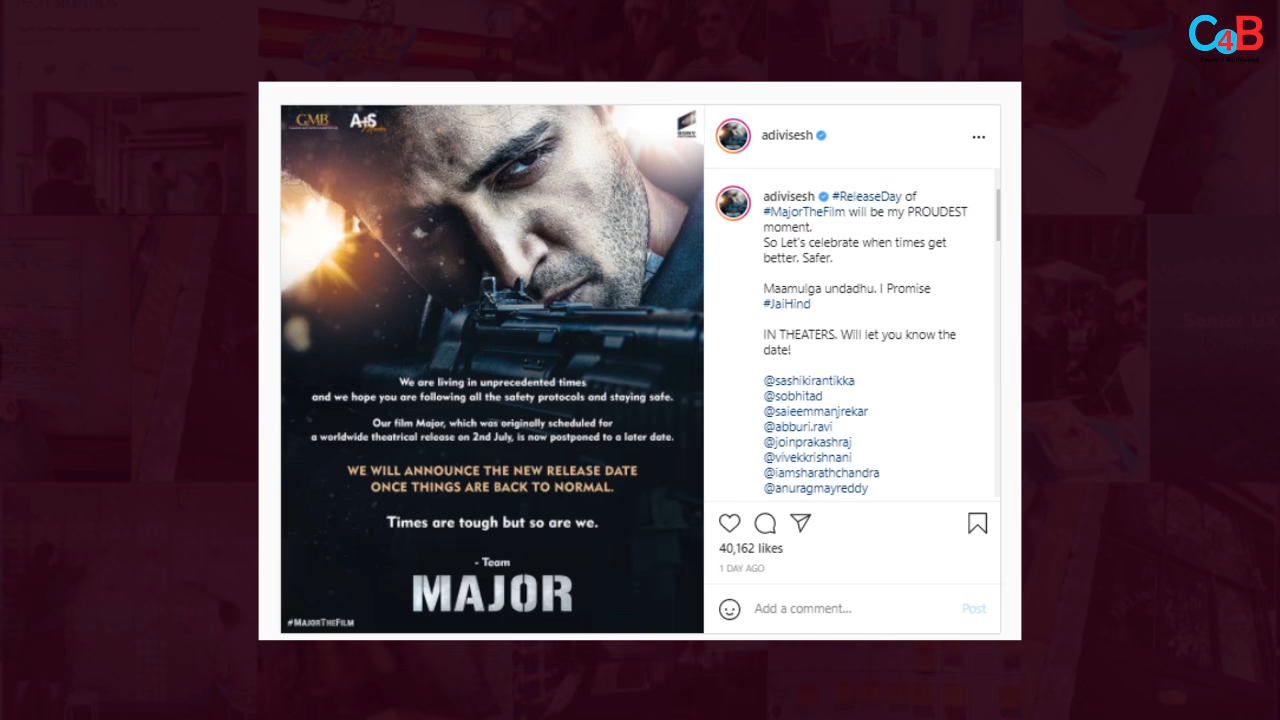 C4B
GMB
A+S
Movies
SONY
We are living in unprecedented times
and we hope you are following all the safety protocols and staying safe.
Our film Major, which was originally scheduled for
a worldwide theatrical release on 2nd July, is now postponed to a later date.
WE WILL ANNOUNCE THE NEW RELEASE DATE
ONCE THINGS ARE BACK TO NORMAL.
Times are tough but so are we.
- Team
MAJOR
#MAJORTHEFILM
adivisesh
adivisesh #ReleaseDay of
#MajorTheFilm will be my PROUDEST
moment.
So Let's celebrate when times get
better. Safer.
Maamulga undadhu. I Promise
#JaiHind
IN THEATERS. Will let you know the
date!
@sashikirantikka
@sobhitad
@saieemmanjrekar
@abburi.ravi
@joinprakashraj
@vivekkrishnani
@iamsharathchandra
@anuragmayreddy
40,162 likes
1 DAY AGO
Add a comment...
Post